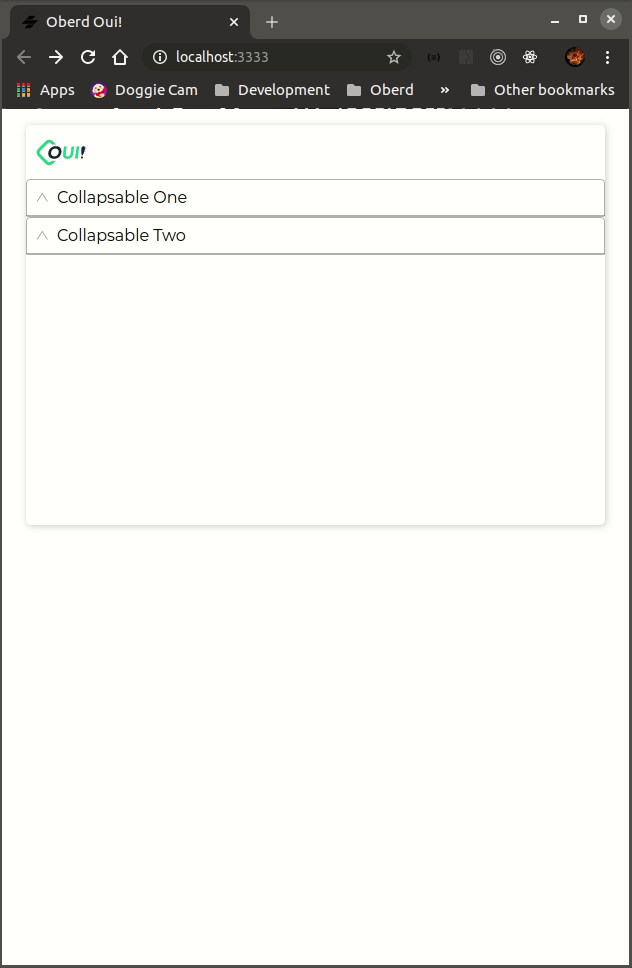 Oberd Oui!
localhost:3333
Apps Doggie Cam Development Oberd » Other bookmarks
OUI!
Collapsable One
Collapsable Two